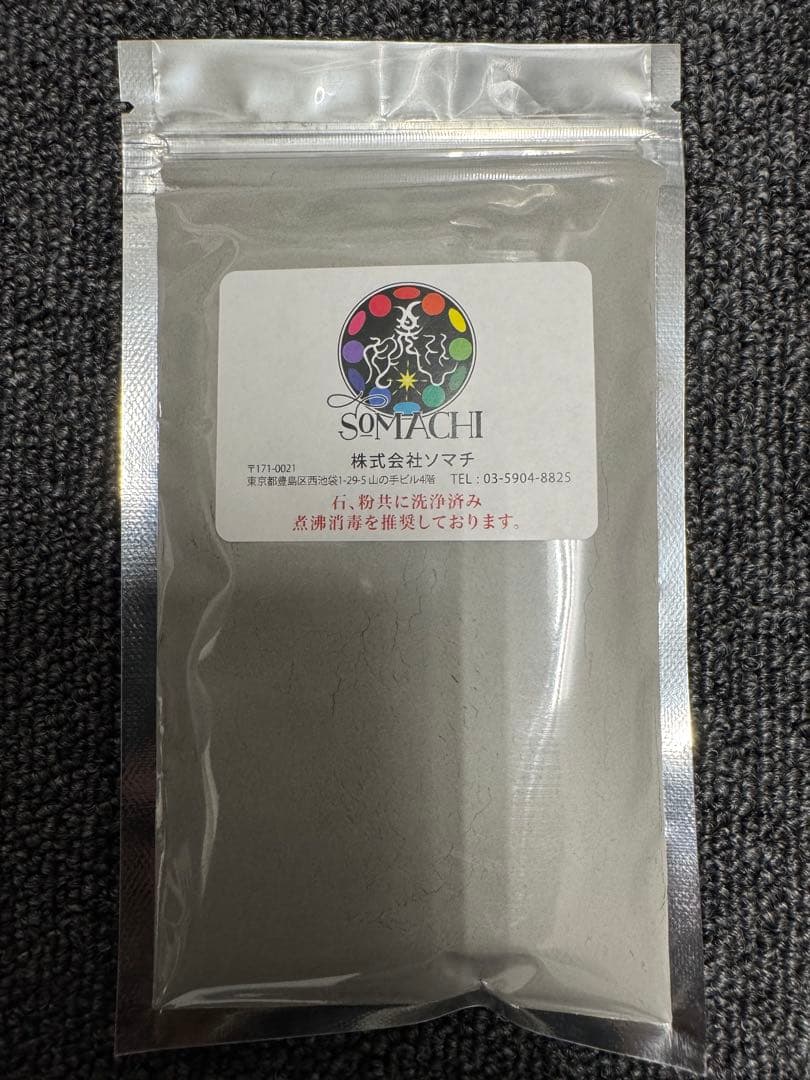 SoMACHI
株式会社ソマチ
〒171-0021
東京都豊島区西池袋1-29-5 山の手ビル4階 TEL : 03-5904-8825
石、粉共に洗浄済み
煮沸消毒を推奨しております。